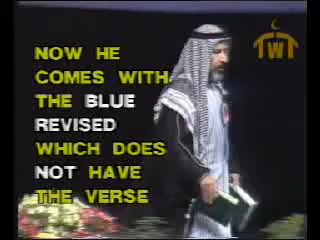 NOW HE
COMES WITH
THE BLUE
REVISED
WHICH DOES
NOT HAVE
THE VERSE
W